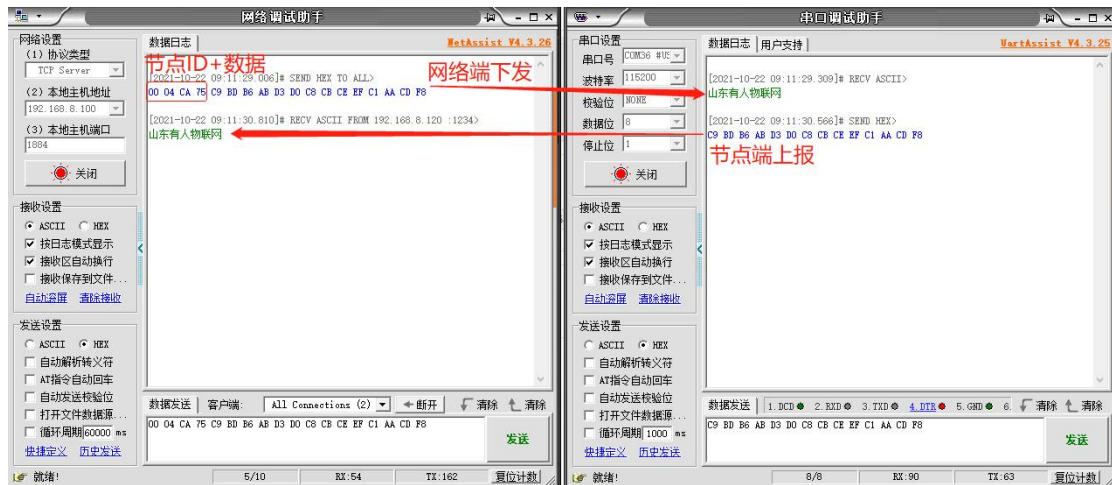 网络调试助手
网络设置
(1) 协议类型
TCP Server
(2) 本地主机地址
192.168.8.100
(3) 本地主机端口
1884
关闭
接收设置
ASCII HEX
按日志模式显示
接收区自动换行
接收保存到文件...
自动滚屏 清除接收
发送设置
ASCII HEX
自动解析转义符
AT指令自动回车
自动发送校验位
打开文件数据源...
循环周期 60000 ms
快捷定义 历史发送
数据日志 NetAssist V4.3.26
节点ID+数据
网络端下发
[2021-10-22 09:11:29.006]# SEND HEX TO ALL>
00 04 CA 75 C9 BD B6 AB D3 D0 C8 CB CE EF C1 AA CD F8
[2021-10-22 09:11:30.810]# RECV ASCII FROM 192.168.8.120 :1234>
山东有人物联网
数据发送 客户端: All Connections (2) 断开 清除 清除
00 04 CA 75 C9 BD B6 AB D3 D0 C8 CB CE EF C1 AA CD F8
发送
就绪! 5/10 RX:54 TX:162 复位计数
串口调试助手
串口设置
串口号 COM36 #US
波特率 115200
校验位 NONE
数据位 8
停止位 1
关闭
接收设置
ASCII HEX
按日志模式显示
接收区自动换行
接收保存到文件...
自动滚屏 清除接收
发送设置
ASCII HEX
自动解析转义符
AT指令自动回车
自动发送校验位
打开文件数据源...
循环周期 1000 ms
快捷定义 历史发送
数据日志 用户支持 UartAssist V4.3.25
[2021-10-22 09:11:29.309]# RECV ASCII>
山东有人物联网
[2021-10-22 09:11:30.566]# SEND HEX>
C9 BD B6 AB D3 D0 C8 CB CE EF C1 AA CD F8
节点端上报
数据发送 1.DCD 2.RXD 3.TXD 4.DTR 5.GND 6. 清除 清除
C9 BD B6 AB D3 D0 C8 CB CE EF C1 AA CD F8
发送
就绪! 8/8 RX:90 TX:63 复位计数